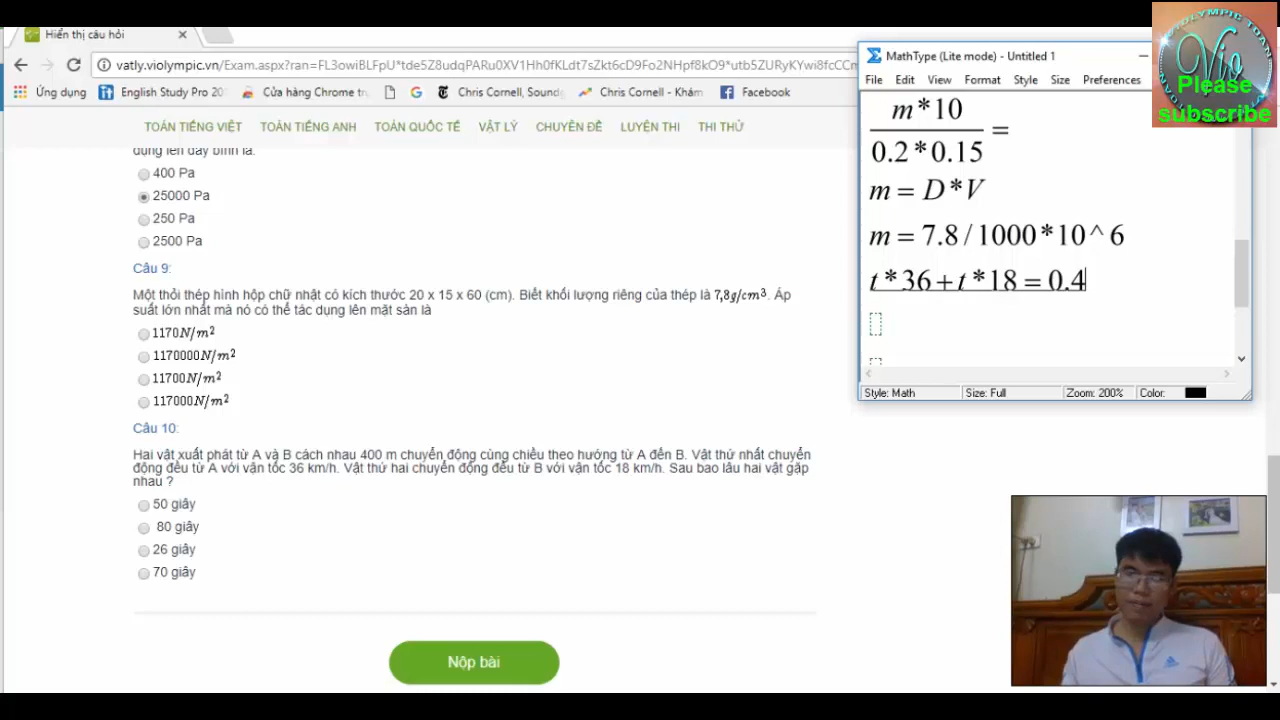 Hiển thị câu hỏi
vatly.violympic.vn/Exam.aspx?ran=FL3owiBLFpU*tde5Z8udqPARu0XV1Hh0fKLdt7sZkt6cD9Fo2NHpf8kO9*utb5ZURyKYwi8fcCCm
Ứng dụng English Study Pro 20 Cửa hàng Chrome trự Chris Cornell, Sound Chris Cornell - Khám Facebook
TOÁN TIẾNG VIỆT TOÁN TIẾNG ANH TOÁN QUỐC TẾ VẬT LÝ CHUYÊN ĐỀ LUYỆN THI THI THỬ
dụng lên đáy bình là:
400 Pa
25000 Pa
250 Pa
2500 Pa
Câu 9:
Một thỏi thép hình hộp chữ nhật có kích thước 20 x 15 x 60 (cm). Biết khối lượng riêng của thép là 7,8g/cm³. Áp
suất lớn nhất mà nó có thể tác dụng lên mặt sàn là
1170N/m²
1170000N/m²
11700N/m²
117000N/m²
Câu 10:
Hai vật xuất phát từ A và B cách nhau 400 m chuyển động cùng chiều theo hướng từ A đến B. Vật thứ nhất chuyển
động đều từ A với vận tốc 36 km/h. Vật thứ hai chuyển động đều từ B với vận tốc 18 km/h. Sau bao lâu hai vật gặp
nhau ?
50 giây
80 giây
26 giây
70 giây
Nộp bài
MathType (Lite mode) - Untitled 1
File Edit View Format Style Size Preferences
m*10
0.2*0.15 =
m = D*V
m = 7.8/1000*10^6
t*36+t*18 = 0.4
Style: Math Size: Full Zoom: 200% Color:
VIOLYMPIC TOÁN
Vio
Please
subscribe